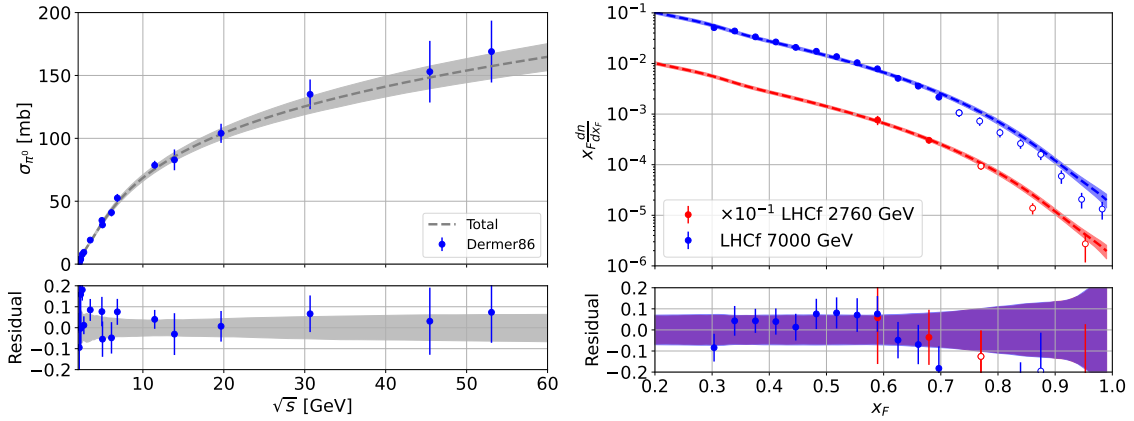 200
150
100
50
0
σ_{π^0} [mb]
Total
Dermer86
0.2
0.1
0.0
−0.1
−0.2
Residual
10 20 30 40 50 60
√s [GeV]
10^{−1}
10^{−2}
10^{−3}
10^{−4}
10^{−5}
10^{−6}
x_F dn/dx_F
×10^{−1} LHCf 2760 GeV
LHCf 7000 GeV
0.2
0.1
0.0
−0.1
−0.2
Residual
0.2 0.3 0.4 0.5 0.6 0.7 0.8 0.9 1.0
x_F